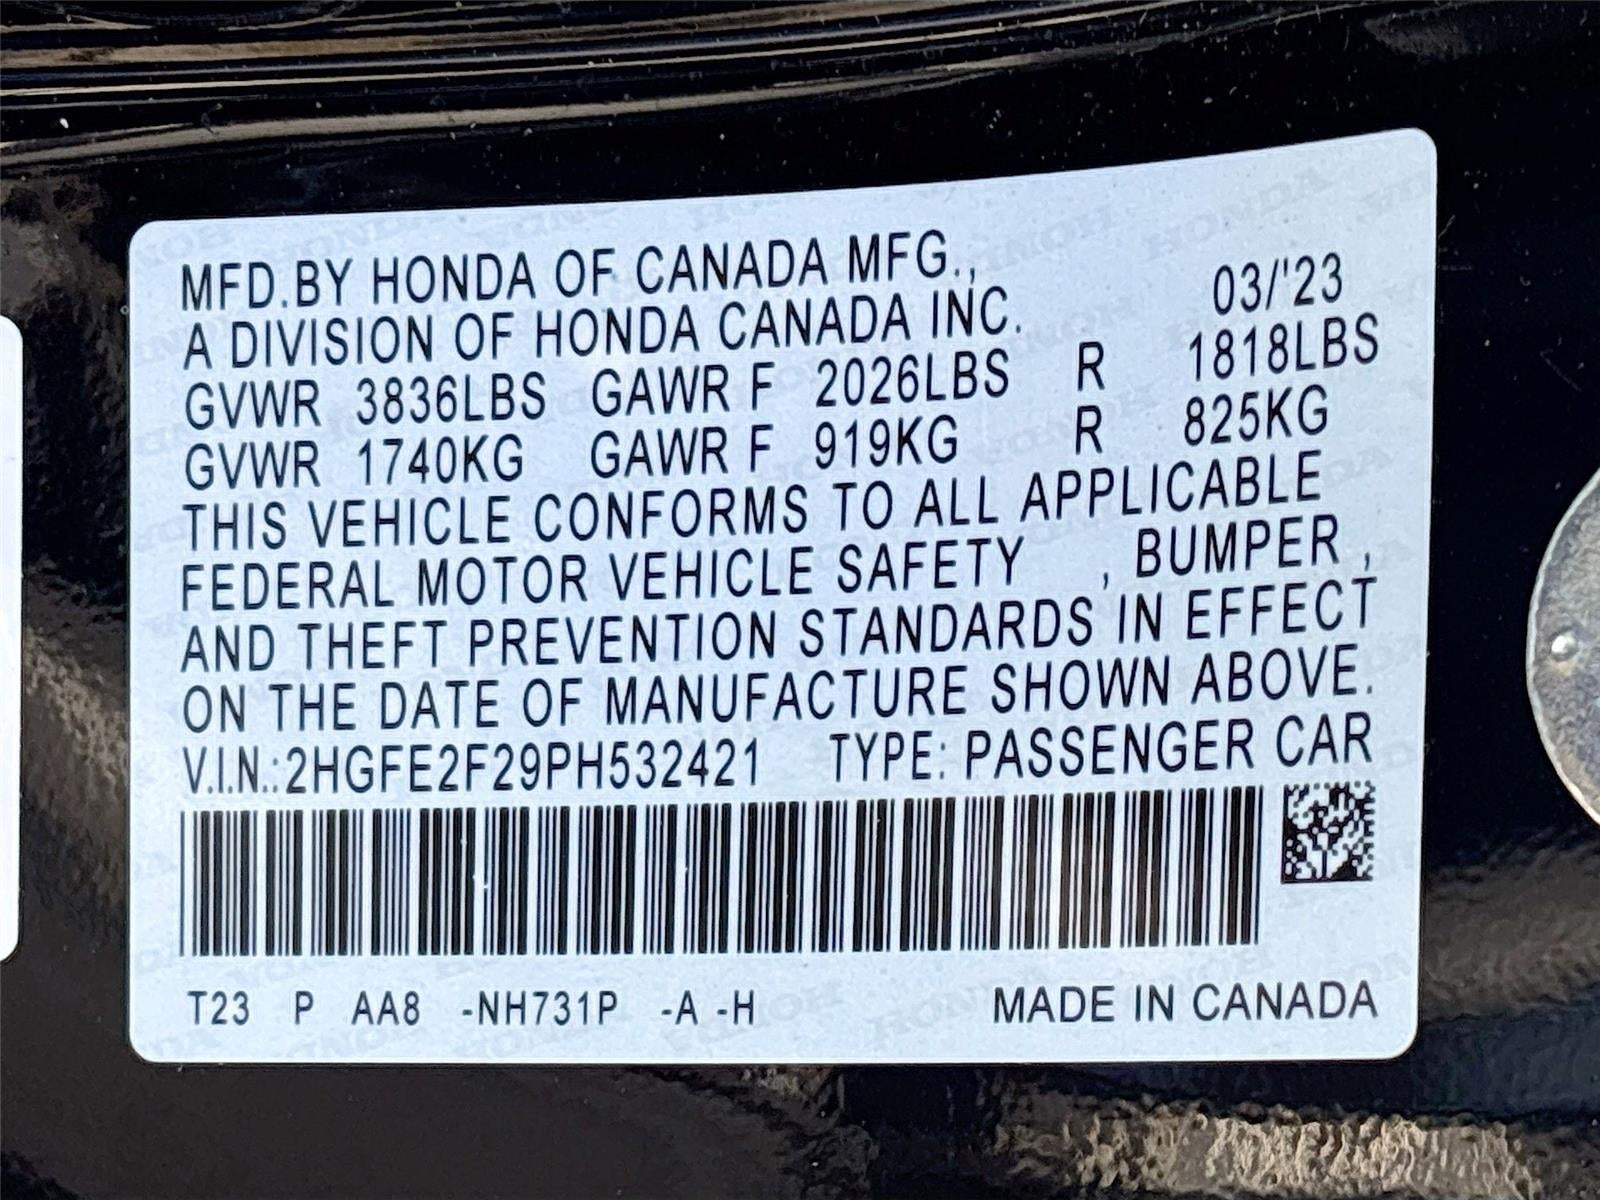 MFD.BY HONDA OF CANADA MFG.,
A DIVISION OF HONDA CANADA INC. 03/'23
GVWR 3836LBS GAWR F 2026LBS R 1818LBS
GVWR 1740KG GAWR F 919KG R 825KG
THIS VEHICLE CONFORMS TO ALL APPLICABLE
FEDERAL MOTOR VEHICLE SAFETY , BUMPER ,
AND THEFT PREVENTION STANDARDS IN EFFECT
ON THE DATE OF MANUFACTURE SHOWN ABOVE.
V.I.N.:2HGFE2F29PH532421 TYPE: PASSENGER CAR
T23 P AA8 -NH731P -A -H MADE IN CANADA